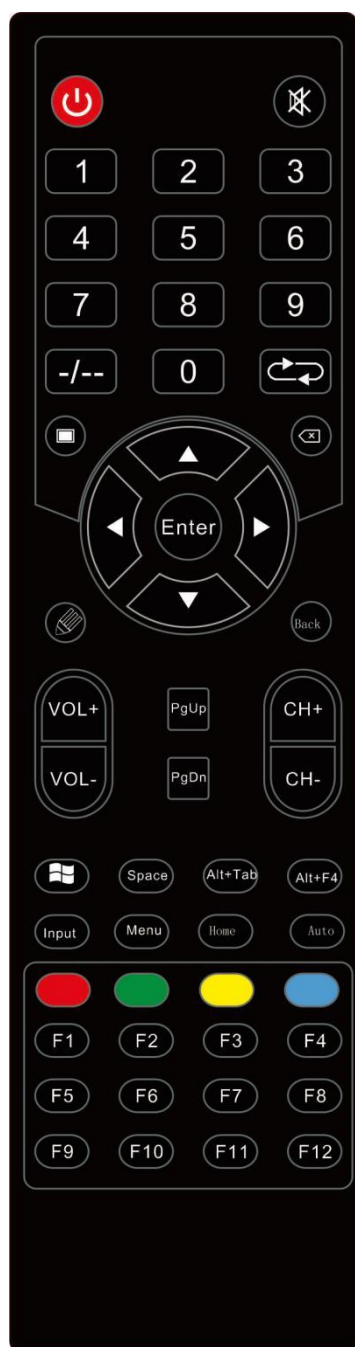 1 2 3
4 5 6
7 8 9
-/-- 0
Enter
Back
VOL+ PgUp CH+
VOL- PgDn CH-
Space Alt+Tab Alt+F4
Input Menu Home Auto
F1 F2 F3 F4
F5 F6 F7 F8
F9 F10 F11 F12